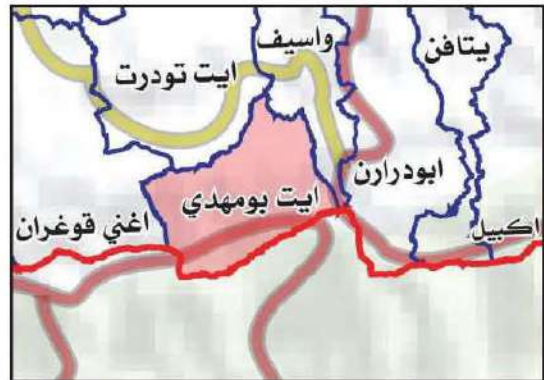 يتافن
واسيف
ايت تودرت
ابودرارن
ايت بومهدي
اغني قوغران
اكبيل